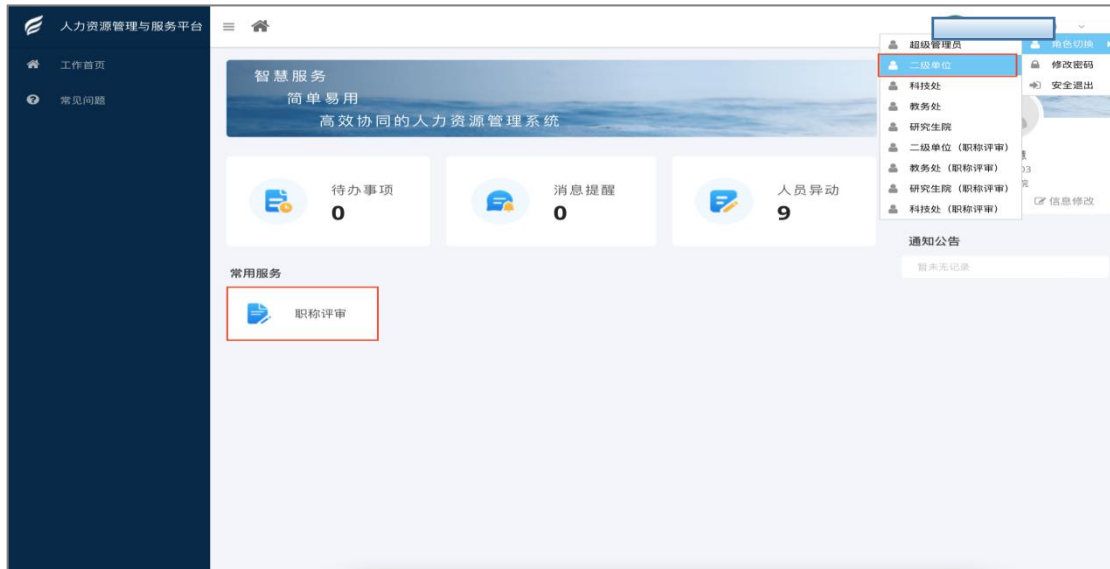 人力资源管理与服务平台
工作首页
常见问题
智慧服务
简单易用
高效协同的人力资源管理系统
待办事项
0
消息提醒
0
人员异动
9
常用服务
职称评审
超级管理员
二级单位
科技处
教务处
研究生院
二级单位（职称评审）
教务处（职称评审）
研究生院（职称评审）
科技处（职称评审）
角色切换
修改密码
安全退出
03
信息修改
通知公告
暂未无记录